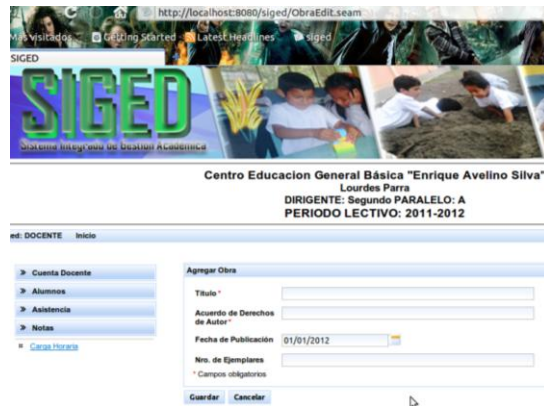 http://localhost:8080/siged/ObraEdit.seam
Más visitados Getting Started Latest Headlines siged
SIGED
SIGED
Sistema Integrado de Gestión Académica
Centro Educacion General Básica "Enrique Avelino Silva"
Lourdes Parra
DIRIGENTE: Segundo PARALELO: A
PERIODO LECTIVO: 2011-2012
ed: DOCENTE Inicio
» Cuenta Docente
» Alumnos
» Asistencia
» Notas
Carga Horaria
Agregar Obra
Título *
Acuerdo de Derechos
de Autor *
Fecha de Publicación 01/01/2012
Nro. de Ejemplares
* Campos obligatorios
Guardar Cancelar